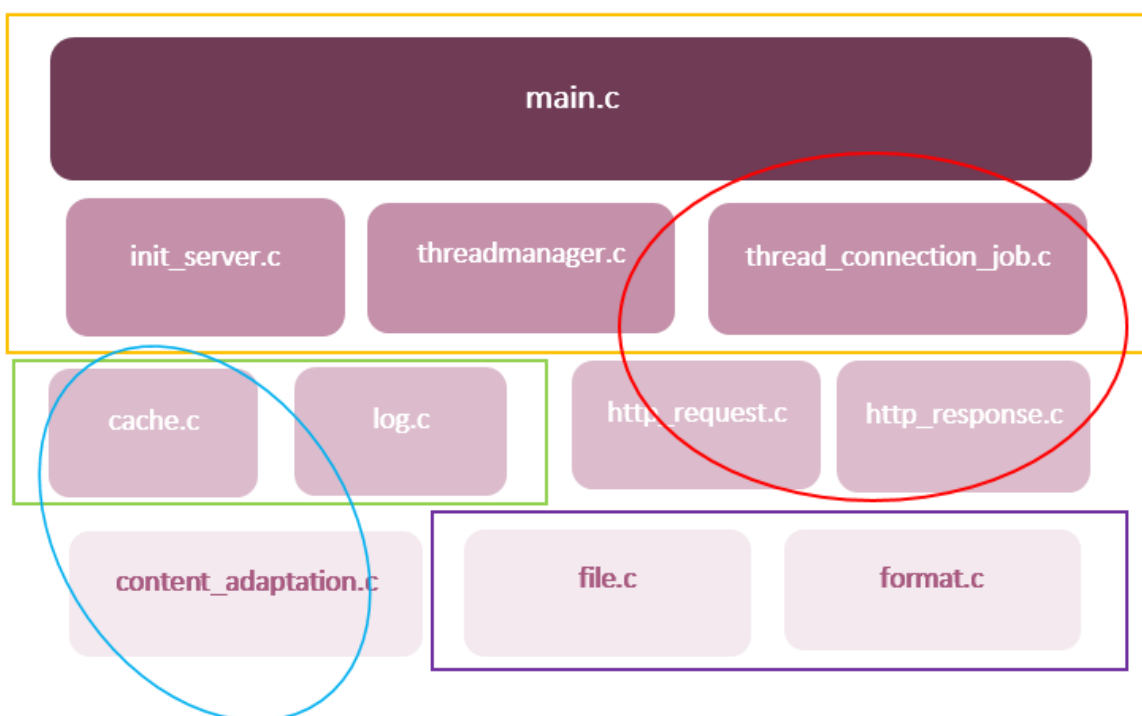 main.c
init_server.c
threadmanager.c
thread_connection_job.c
cache.c
log.c
http_request.c
http_response.c
content_adaptation.c
file.c
format.c